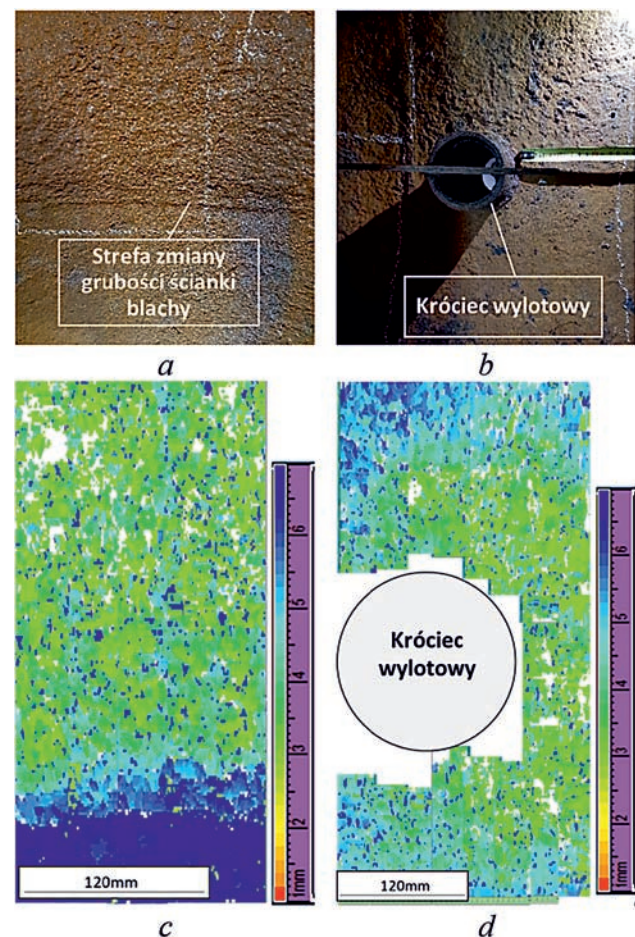 Strefa zmiany
grubości ścianki
blachy
Króciec wylotowy
a
b
6
5
4
3
2
1mm
120mm
Króciec
wylotowy
6
5
4
3
2
1mm
120mm
c
d